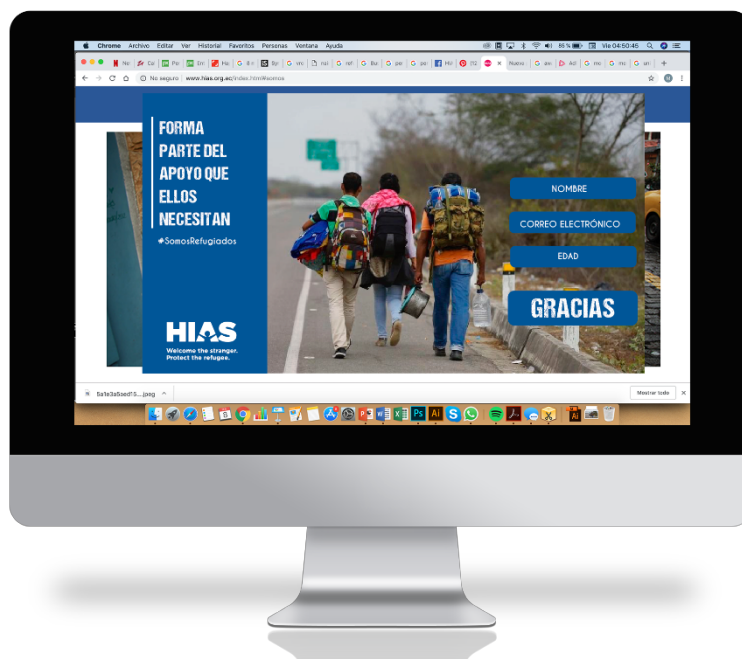 Chrome Archivo Editar Ver Historial Favoritos Personas Ventana Ayuda
85 % Vie 04:50:45
No seguro www.hias.org.ec/index.html#somos
FORMA
PARTE DEL
APOYO QUE
ELLOS
NECESITAN
#SomosRefugiados
HIAS
Welcome the stranger.
Protect the refugee.
NOMBRE
CORREO ELECTRÓNICO
EDAD
GRACIAS
Mostrar todo